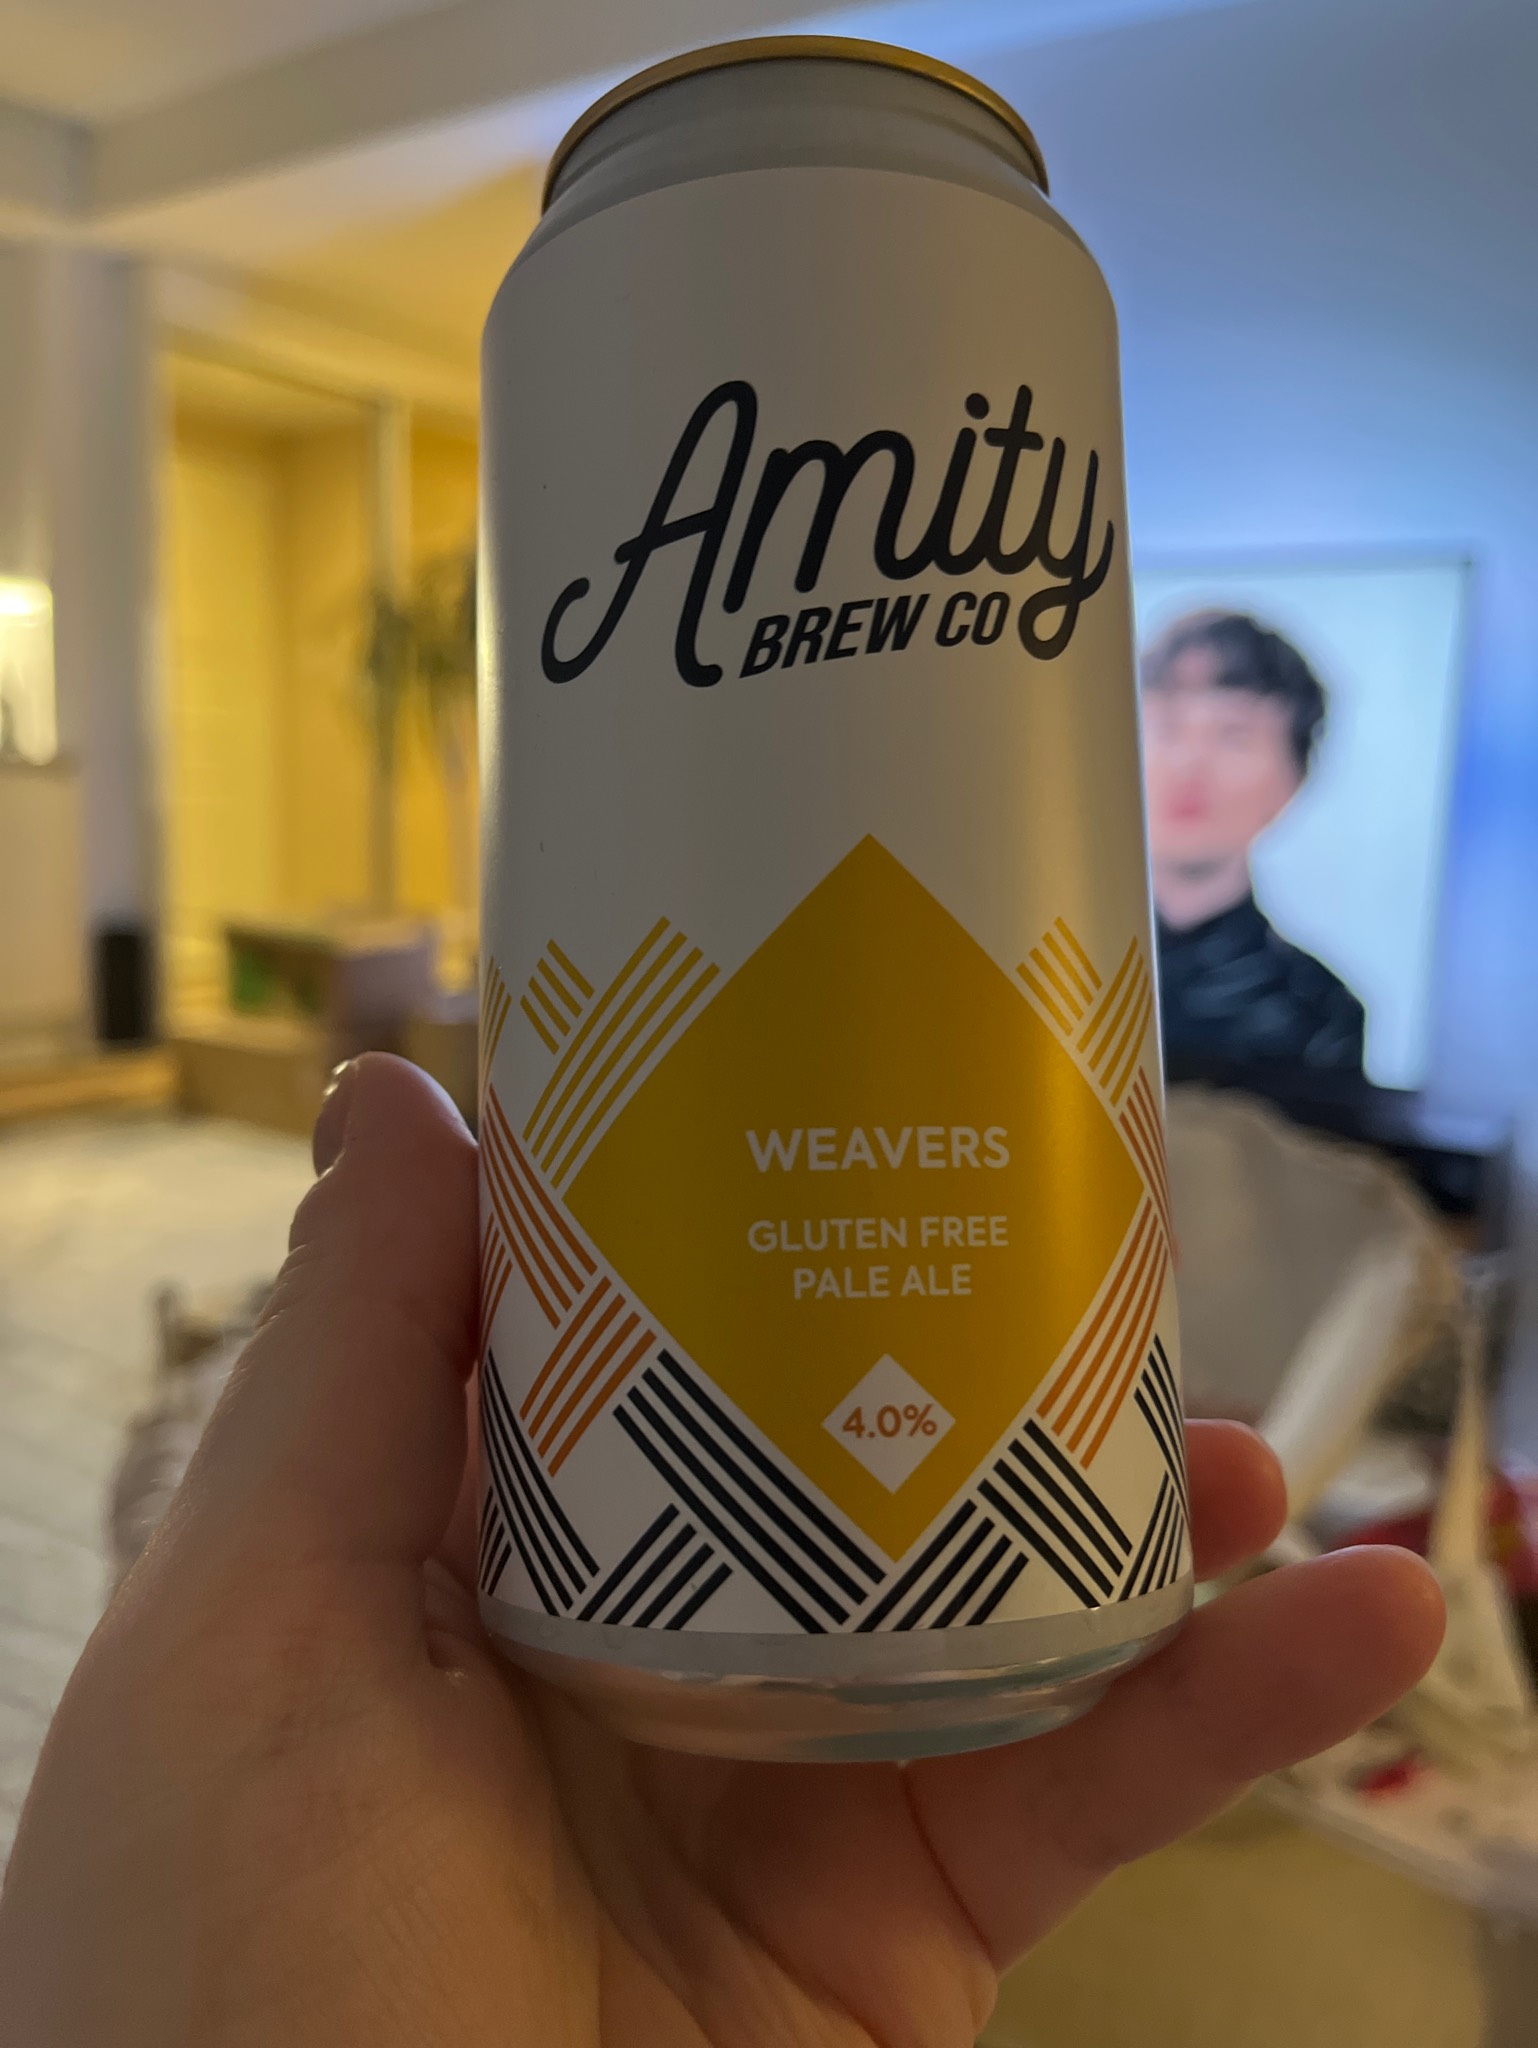 Amity
BREW CO
WEAVERS
GLUTEN FREE
PALE ALE
4.0%